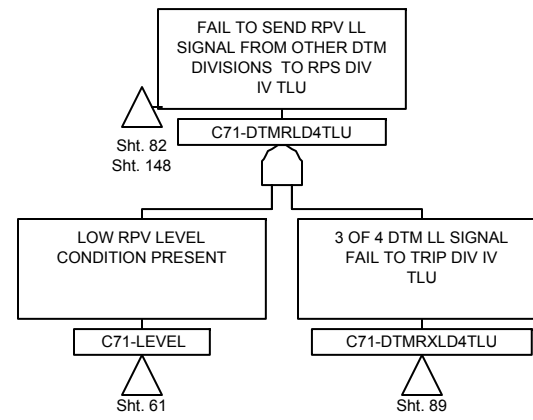 FAIL TO SEND RPV LL
SIGNAL FROM OTHER DTM
DIVISIONS TO RPS DIV
IV TLU
C71-DTMRLD4TLU
Sht. 82
Sht. 148
LOW RPV LEVEL
CONDITION PRESENT
C71-LEVEL
Sht. 61
3 OF 4 DTM LL SIGNAL
FAIL TO TRIP DIV IV
TLU
C71-DTMRXLD4TLU
Sht. 89